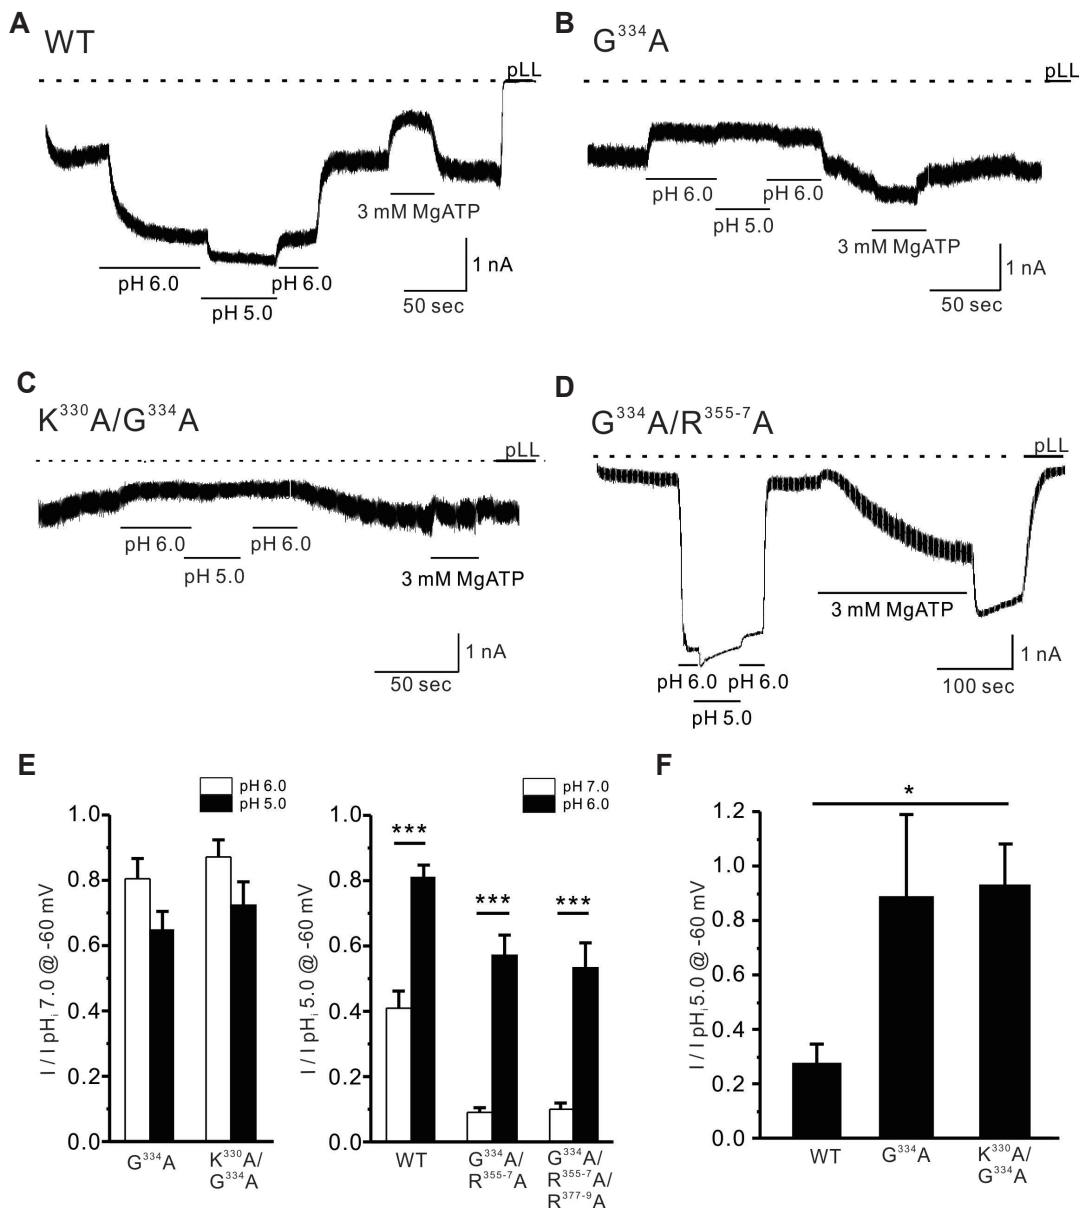 A
WT
pLL
3 mM MgATP
pH 6.0
pH 6.0
pH 5.0
1 nA
50 sec
B
G³³⁴A
pLL
pH 6.0
pH 6.0
pH 5.0
3 mM MgATP
1 nA
50 sec
C
K³³⁰A/G³³⁴A
pLL
pH 6.0
pH 6.0
pH 5.0
3 mM MgATP
1 nA
50 sec
D
G³³⁴A/R³⁵⁵⁻⁷A
pLL
3 mM MgATP
pH 6.0
pH 6.0
pH 5.0
1 nA
100 sec
E
pH 6.0
pH 5.0
I / I pHᵢ 7.0 @ -60 mV
1.0
0.8
0.6
0.4
0.2
0.0
G³³⁴A
K³³⁰A/
G³³⁴A
pH 7.0
pH 6.0
I / I pHᵢ 5.0 @ -60 mV
1.0
0.8
0.6
0.4
0.2
0.0
***
***
***
WT
G³³⁴A/
R³⁵⁵⁻⁷A
G³³⁴A/
R³⁵⁵⁻⁷A/
R³⁷⁷⁻⁹A
F
*
I / I pHᵢ 5.0 @ -60 mV
1.2
1.0
0.8
0.6
0.4
0.2
0.0
WT
G³³⁴A
K³³⁰A/
G³³⁴A